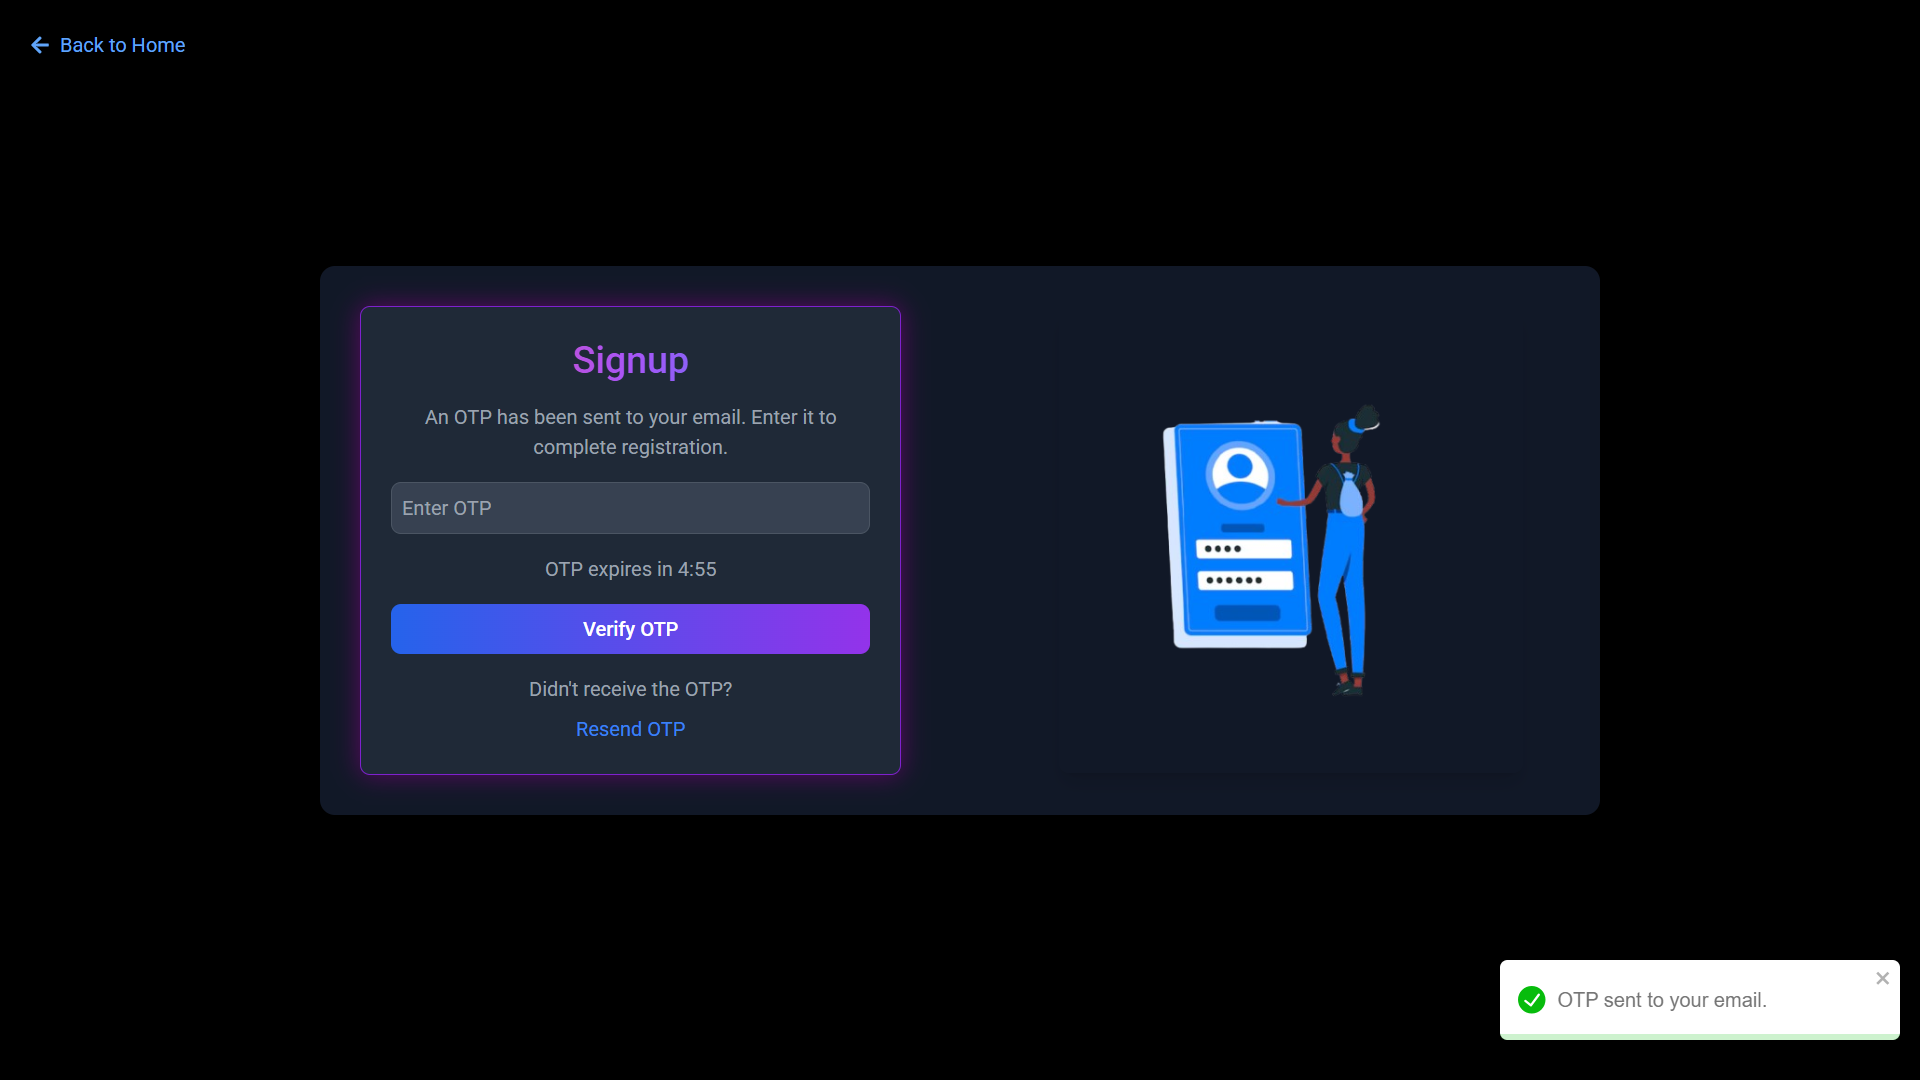 Back to Home
Signup
An OTP has been sent to your email. Enter it to
complete registration.
Enter OTP
OTP expires in 4:55
Verify OTP
Didn't receive the OTP?
Resend OTP
OTP sent to your email.